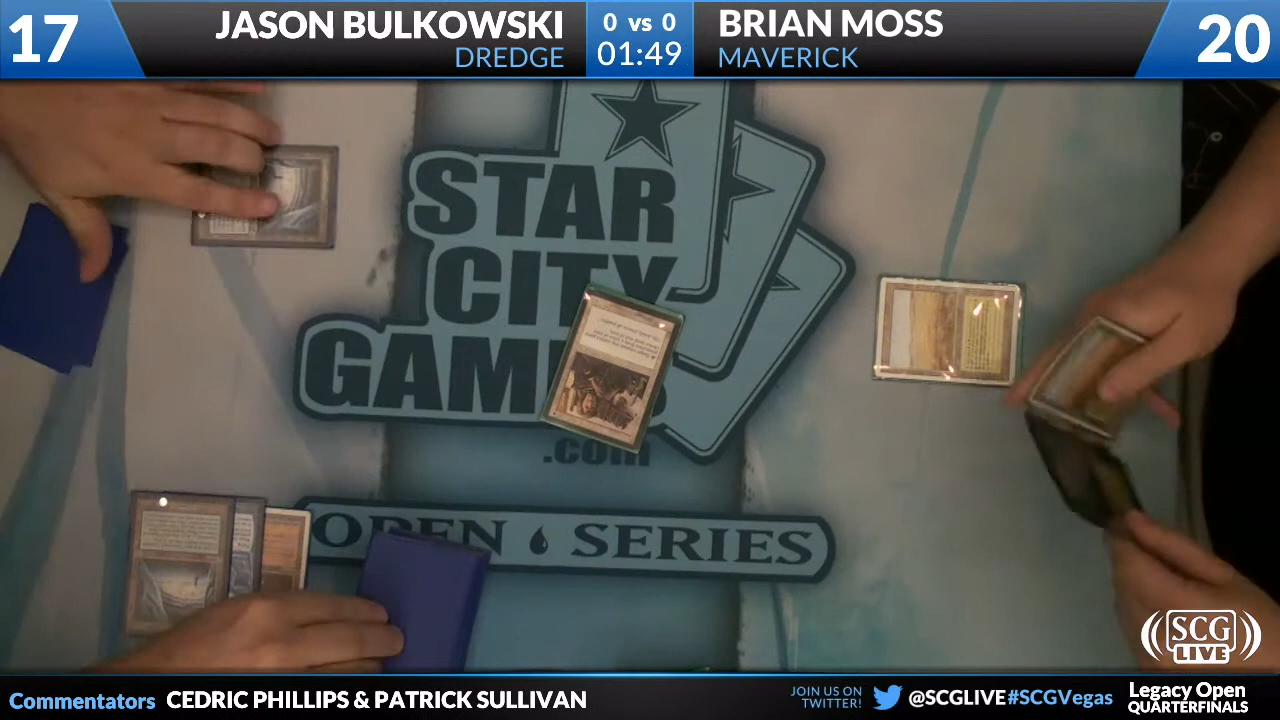 17
JASON BULKOWSKI
DREDGE
0 vs 0
01:49
BRIAN MOSS
MAVERICK
20
STAR
CITY
GAM
.com
OPEN SERIES
SCG
LIVE
Commentators CEDRIC PHILLIPS & PATRICK SULLIVAN
JOIN US ON
TWITTER!
@SCGLIVE#SCGVegas
Legacy Open
QUARTERFINALS